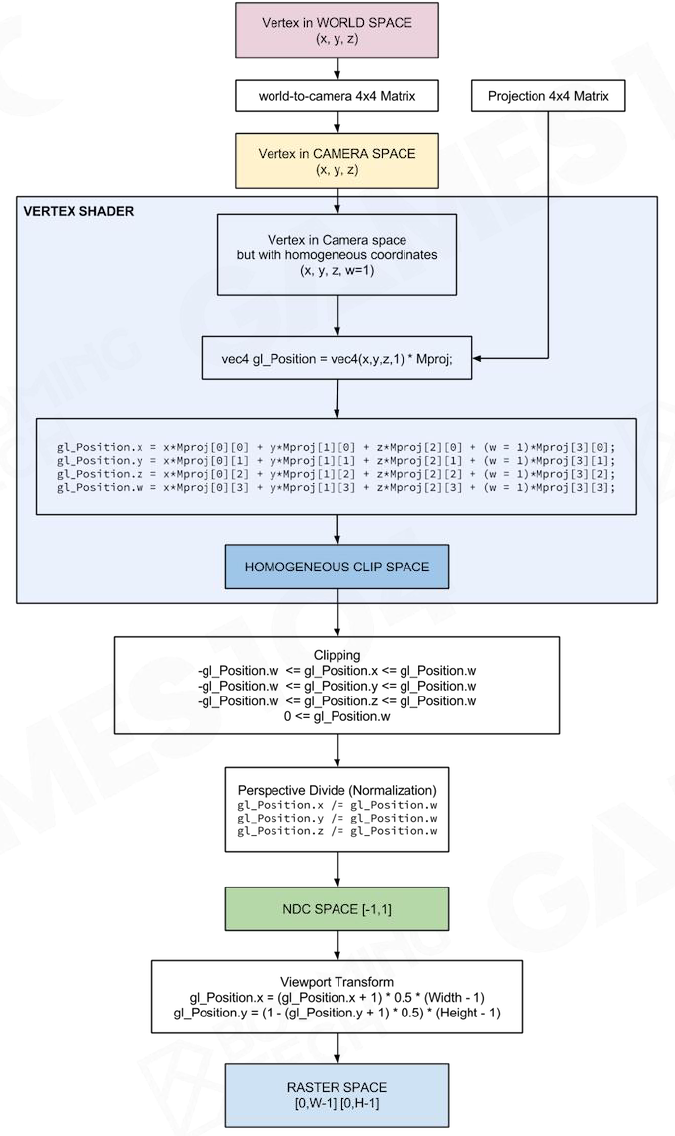 Vertex in WORLD SPACE
(x, y, z)
world-to-camera 4x4 Matrix
Projection 4x4 Matrix
Vertex in CAMERA SPACE
(x, y, z)
VERTEX SHADER
Vertex in Camera space
but with homogeneous coordinates
(x, y, z, w=1)
vec4 gl_Position = vec4(x,y,z,1) * Mproj;
gl_Position.x = x*Mproj[0][0] + y*Mproj[1][0] + z*Mproj[2][0] + (w = 1)*Mproj[3][0];
gl_Position.y = x*Mproj[0][1] + y*Mproj[1][1] + z*Mproj[2][1] + (w = 1)*Mproj[3][1];
gl_Position.z = x*Mproj[0][2] + y*Mproj[1][2] + z*Mproj[2][2] + (w = 1)*Mproj[3][2];
gl_Position.w = x*Mproj[0][3] + y*Mproj[1][3] + z*Mproj[2][3] + (w = 1)*Mproj[3][3];
HOMOGENEOUS CLIP SPACE
Clipping
-gl_Position.w <= gl_Position.x <= gl_Position.w
-gl_Position.w <= gl_Position.y <= gl_Position.w
-gl_Position.w <= gl_Position.z <= gl_Position.w
0 <= gl_Position.w
Perspective Divide (Normalization)
gl_Position.x /= gl_Position.w
gl_Position.y /= gl_Position.w
gl_Position.z /= gl_Position.w
NDC SPACE [-1,1]
Viewport Transform
gl_Position.x = (gl_Position.x + 1) * 0.5 * (Width - 1)
gl_Position.y = (1 - (gl_Position.y + 1) * 0.5) * (Height - 1)
RASTER SPACE
[0,W-1] [0,H-1]